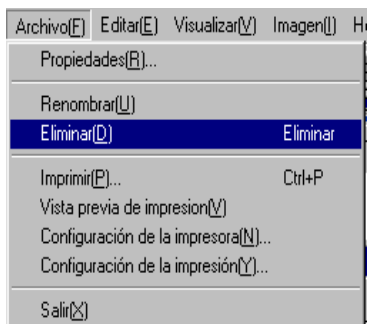 Archivo(F) Editar(E) Visualizar(V) Imagen(I)
Propiedades(R)...
Renombrar(U)
Eliminar(D) Eliminar
Imprimir(P)... Ctrl+P
Vista previa de impresion(V)
Configuración de la impresora(N)...
Configuración de la impresión(Y)...
Salir(X)